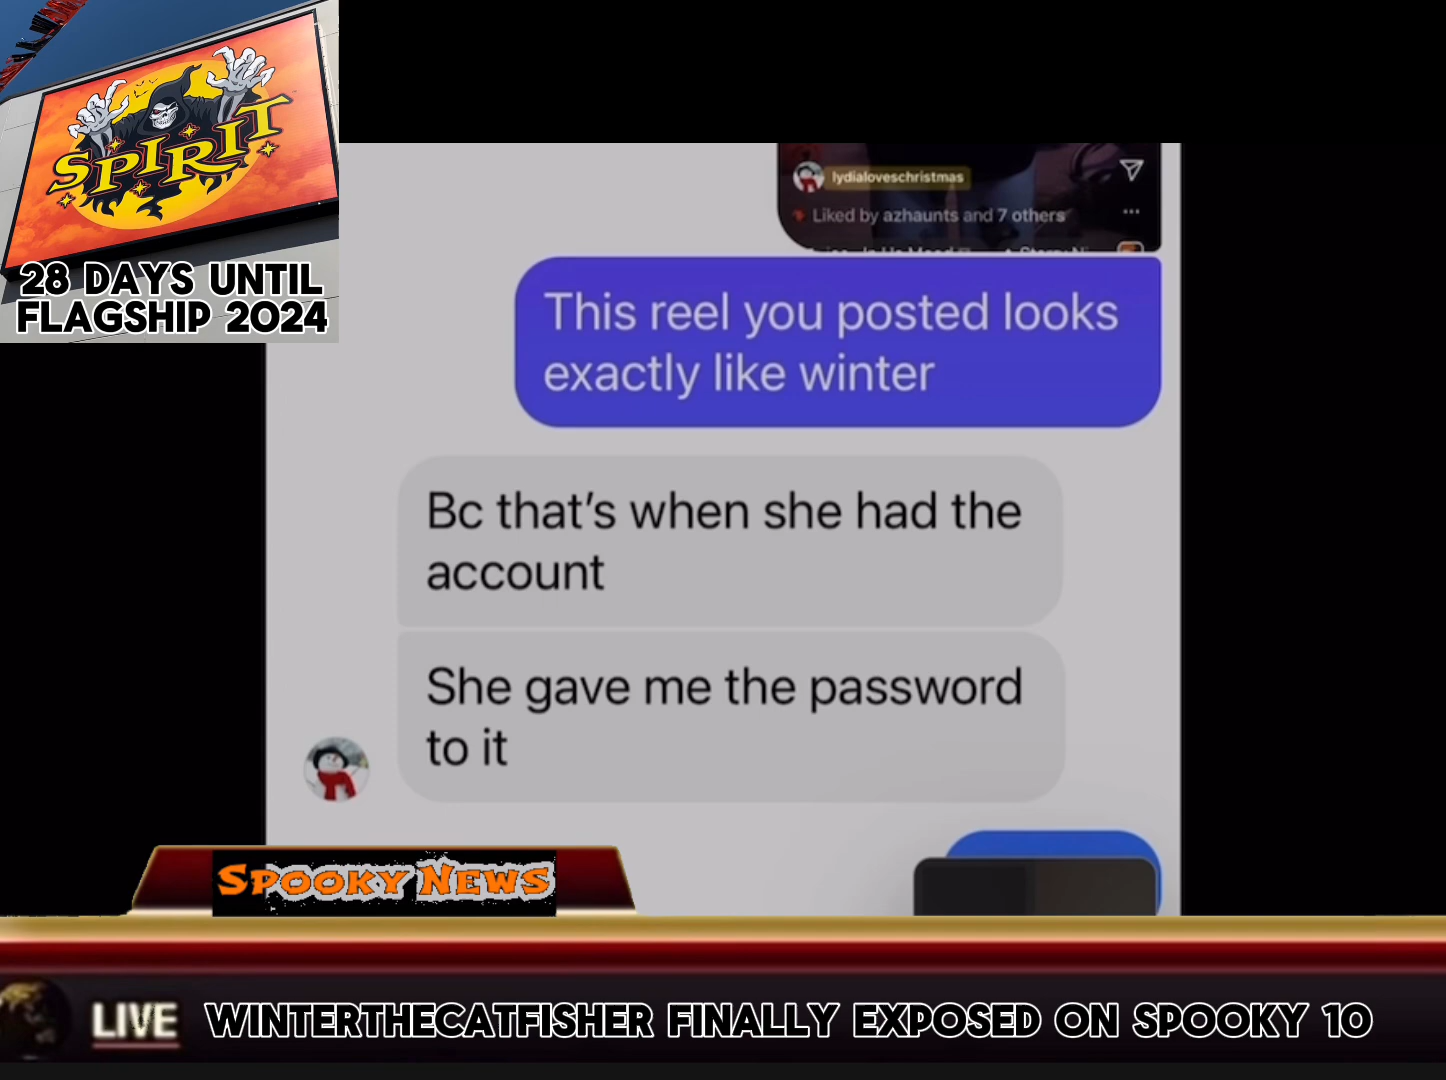 SPIRIT
28 DAYS UNTIL
FLAGSHIP 2024
lydialoveschristmas
Liked by azhaunts and 7 others
This reel you posted looks
exactly like winter
Bc that's when she had the
account
She gave me the password
to it
SPOOKY NEWS
LIVE WINTERTHECATFISHER FINALLY EXPOSED ON SPOOKY 10